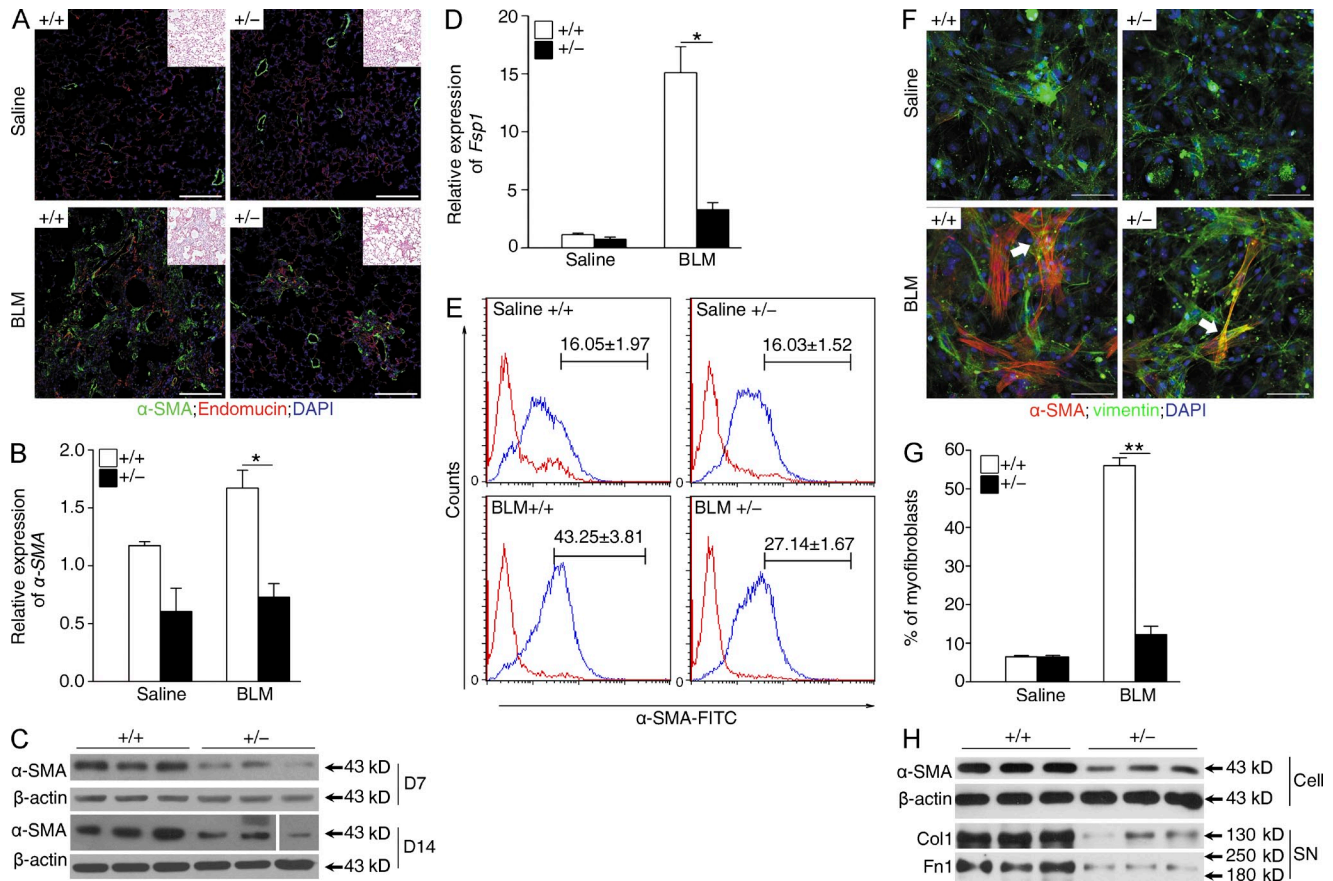 A
+/+
+/−
Saline
+/+
+/−
BLM
α-SMA;Endomucin;DAPI
B
Relative expression
of α-SMA
2.0
1.5
1.0
0.5
0.0
+/+
+/−
*
Saline
BLM
C
+/+
+/−
α-SMA
43 kD
β-actin
43 kD
D7
α-SMA
43 kD
β-actin
43 kD
D14
D
Relative expression
of Fsp1
20
15
10
5
0
+/+
+/−
*
Saline
BLM
E
Counts
Saline +/+
16.05±1.97
0
Saline +/−
16.03±1.52
0
BLM+/+
43.25±3.81
0
BLM +/−
27.14±1.67
0
α-SMA-FITC
F
+/+
+/−
Saline
+/+
+/−
BLM
α-SMA; vimentin; DAPI
G
% of myofibroblasts
60
50
40
30
20
10
0
+/+
+/−
**
Saline
BLM
H
+/+
+/−
α-SMA
43 kD
β-actin
43 kD
Cell
Col1
130 kD
250 kD
Fn1
180 kD
SN